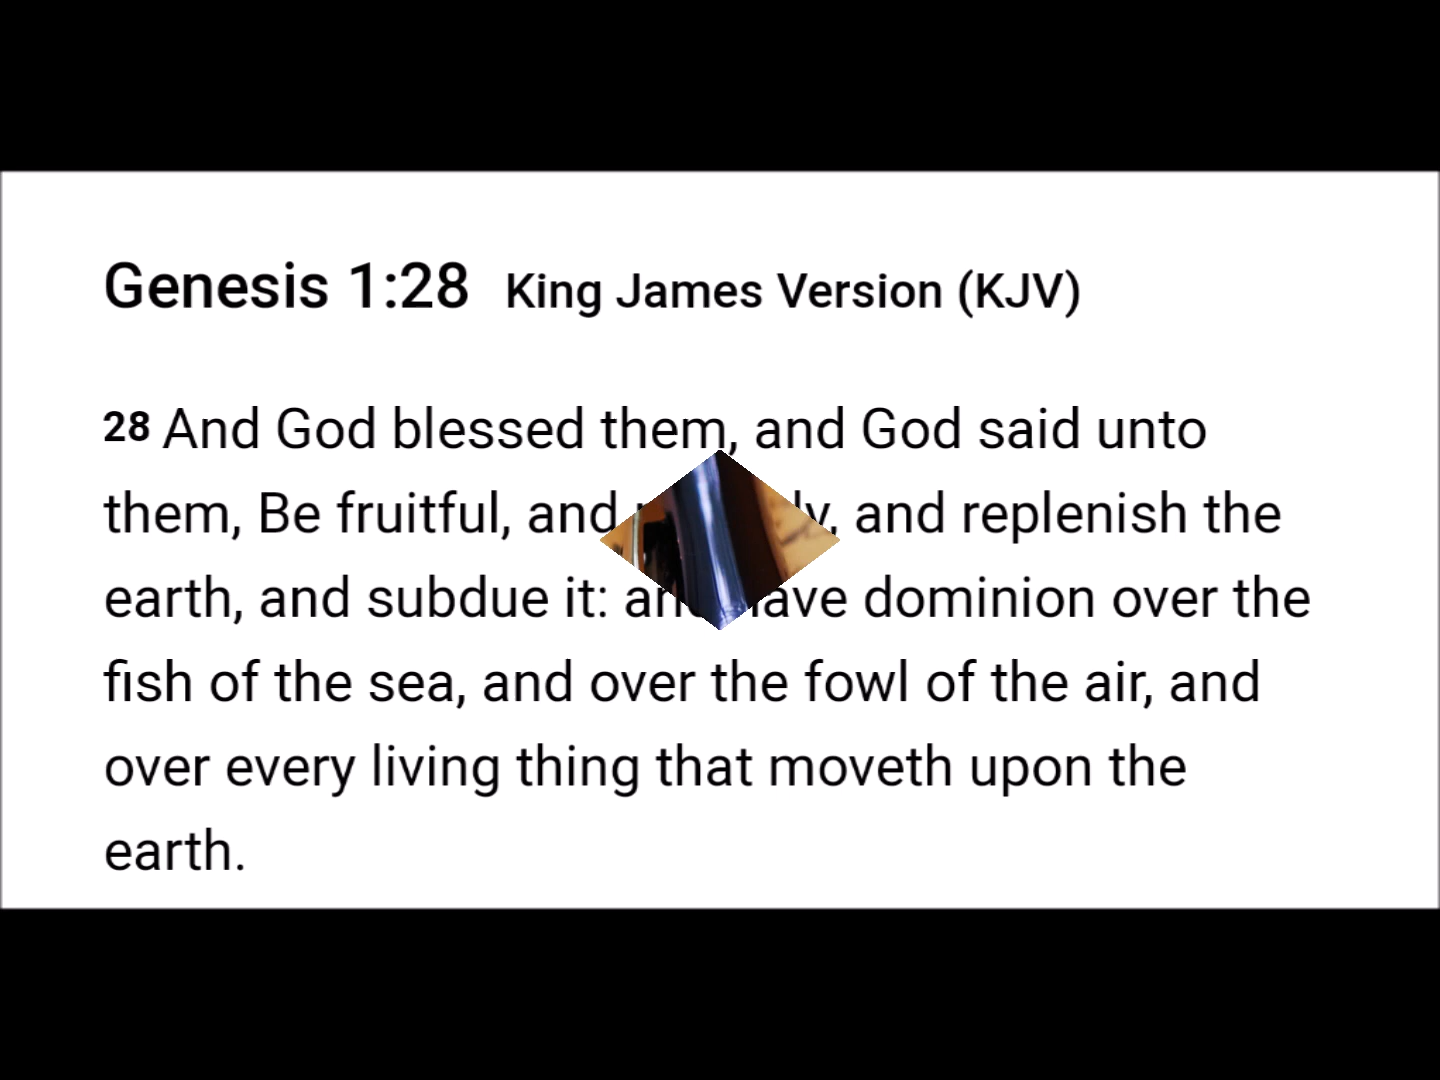 Genesis 1:28 King James Version (KJV)
28 And God blessed them, and God said unto
them, Be fruitful, and and replenish the
earth, and subdue it: and have dominion over the
fish of the sea, and over the fowl of the air, and
over every living thing that moveth upon the
earth.